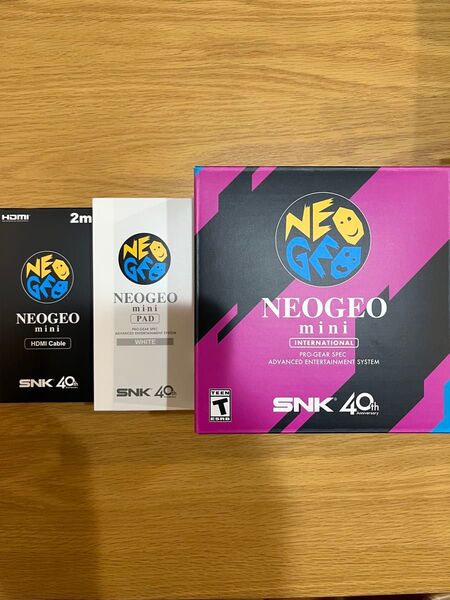 HDMI
2m
NEO
GEO
NEOGEO
mini
HDMI Cable
SNK 40th
Anniversary
NEO
GEO
NEOGEO
mini
PAD
PRO-GEAR SPEC
ADVANCED ENTERTAINMENT SYSTEM
WHITE
SNK 40th
Anniversary
NEO
GEO
NEOGEO
mini
INTERNATIONAL
PRO-GEAR SPEC
ADVANCED ENTERTAINMENT SYSTEM
TEEN
T
ESRB
SNK 40th
Anniversary